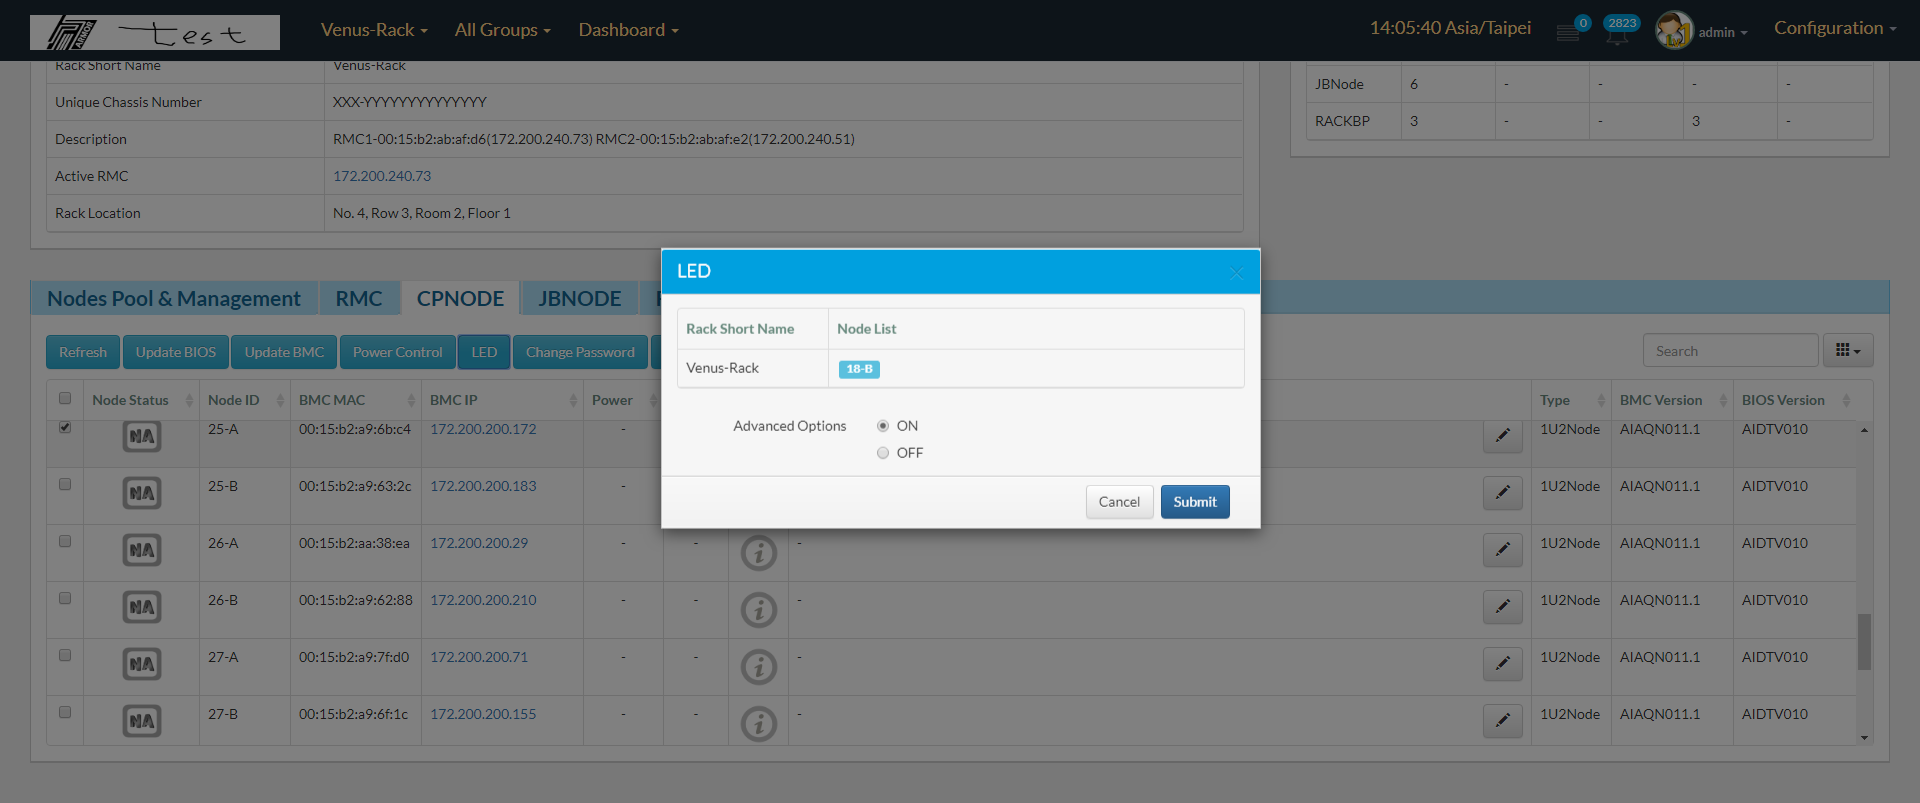 ARMOR test Venus-Rack All Groups Dashboard 14:05:40 Asia/Taipei 0 2823 admin Configuration
Rack Short Name Venus-Rack
Unique Chassis Number XXX-YYYYYYYYYYYYYY
Description RMC1-00:15:b2:ab:af:d6(172.200.240.73) RMC2-00:15:b2:ab:af:e2(172.200.240.51)
Active RMC 172.200.240.73
Rack Location No. 4, Row 3, Room 2, Floor 1
JBNode 6 - - - -
RACKBP 3 - - 3 -
Nodes Pool & Management RMC CPNODE JBNODE
Refresh Update BIOS Update BMC Power Control LED Change Password Search
Node Status Node ID BMC MAC BMC IP Power Type BMC Version BIOS Version
NA 25-A 00:15:b2:a9:6b:c4 172.200.200.172 - 1U2Node AIAQN011.1 AIDTV010
NA 25-B 00:15:b2:a9:63:2c 172.200.200.183 - 1U2Node AIAQN011.1 AIDTV010
NA 26-A 00:15:b2:aa:38:ea 172.200.200.29 - - i - 1U2Node AIAQN011.1 AIDTV010
NA 26-B 00:15:b2:a9:62:88 172.200.200.210 - - i - 1U2Node AIAQN011.1 AIDTV010
NA 27-A 00:15:b2:a9:7f:d0 172.200.200.71 - - i - 1U2Node AIAQN011.1 AIDTV010
NA 27-B 00:15:b2:a9:6f:1c 172.200.200.155 - - i - 1U2Node AIAQN011.1 AIDTV010
LED
Rack Short Name Node List
Venus-Rack 18-B
Advanced Options ON
OFF
Cancel Submit